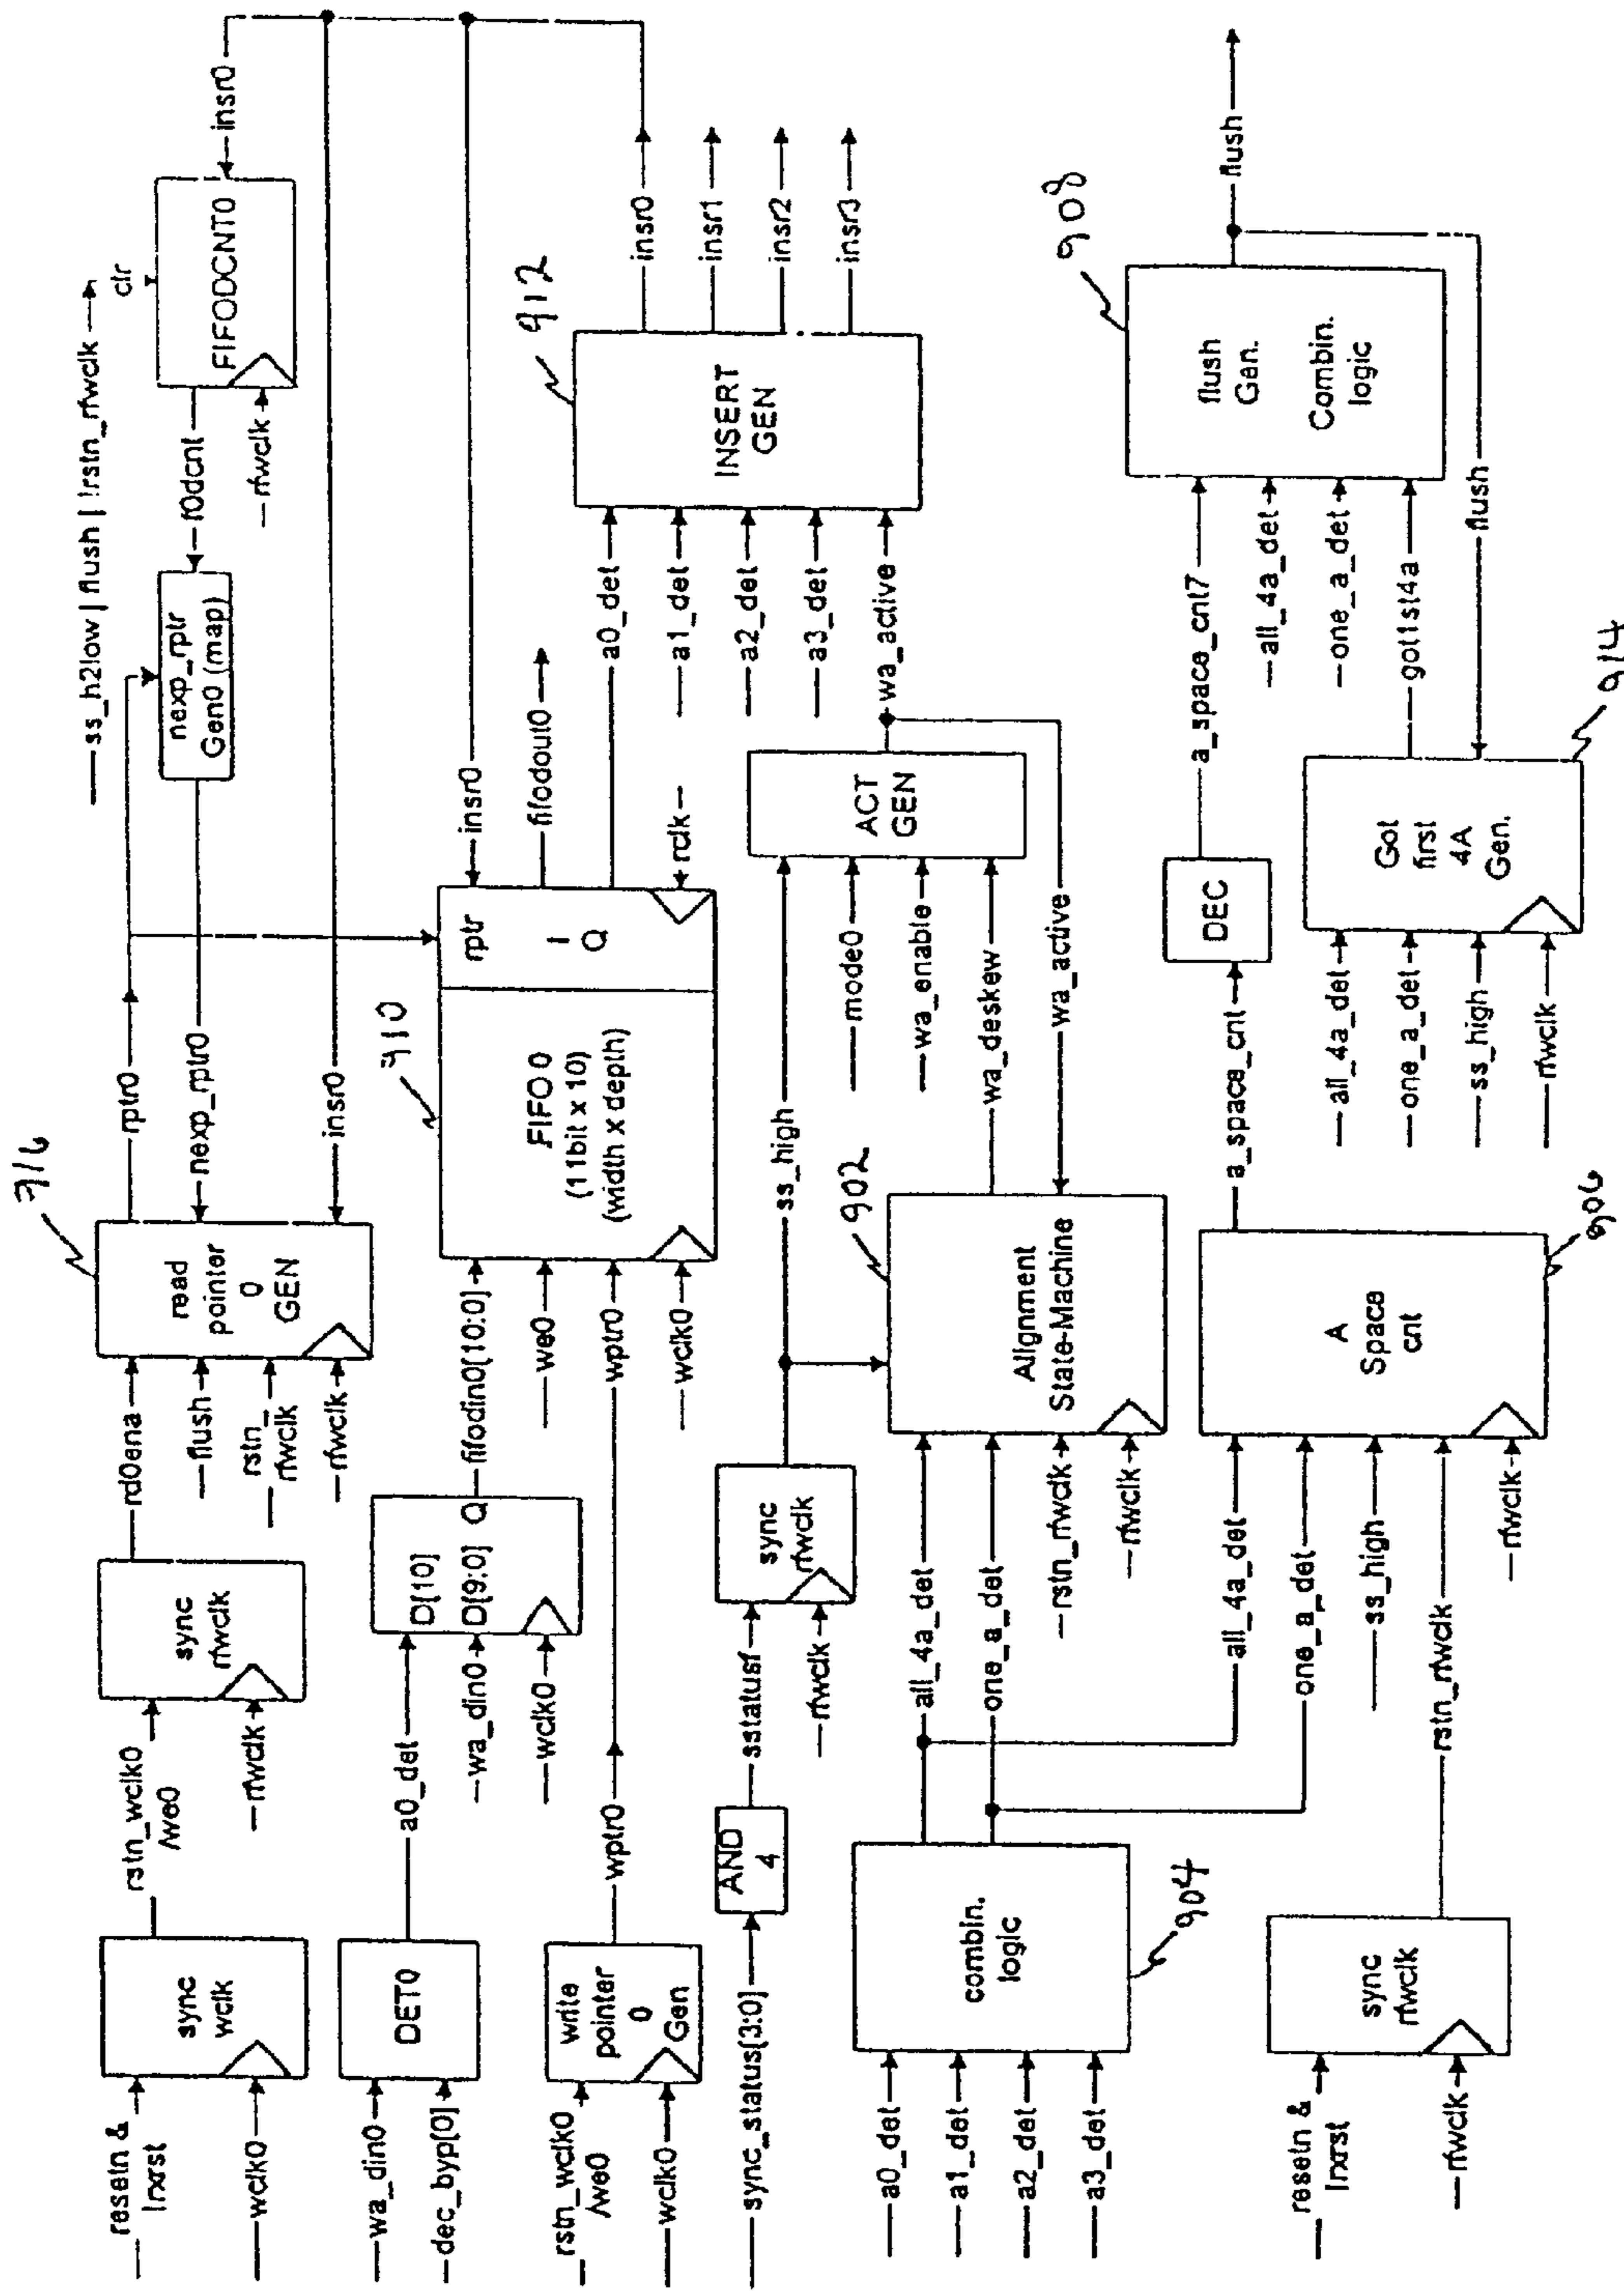 resetn &
!rxrst
wclk0
sync
wclk
rstn_wclk0
/we0
rfwclk
sync
rfwclk
rd0ena
flush
rstn_
rfwclk
rfwclk
read
pointer
0
GEN
916
rptr0
nexp_rptr0
insr0
ss_h2low | flush | !rstn_rfwclk
clr
nexp_rptr
Gen0 (map)
f0dcnt
FIFODCNT0
rfwclk
insr0
wa_din0
dec_byp[0]
DET0
a0_det
wa_din0
wclk0
D[10]
D[9:0] Q
fifodin0[10:0]
we0
wptr0
wclk0
FIFO 0
(11bit x 10)
(width x depth)
910
rptr
I
Q
insr0
fifodout0
a0_det
rclk
rstn_wclk0
/we0
wclk0
write
pointer
0
Gen
wptr0
a1_det
a2_det
a3_det
wa_active
INSERT
GEN
912
insr0
insr1
insr2
insr3
sync_status[3:0]
AND
4
sstatusf
rfwclk
sync
rfwclk
ss_high
mode0
wa_enable
wa_deskew
ACT
GEN
wa_active
a0_det
a1_det
a2_det
a3_det
combin.
logic
904
all_4a_det
one_a_det
rstn_rfwclk
rfwclk
Alignment
State-Machine
902
all_4a_det
one_a_det
ss_high
rstn_rfwclk
rfwclk
A
Space
cnt
906
a_space_cnt
DEC
a_space_cnt7
all_4a_det
one_a_det
got1st4a
flush
Gen.
Combin.
logic
908
flush
resetn &
!rxrst
rfwclk
sync
rfwclk
all_4a_det
one_a_det
ss_high
rfwclk
Got
first
4A
Gen.
914
flush